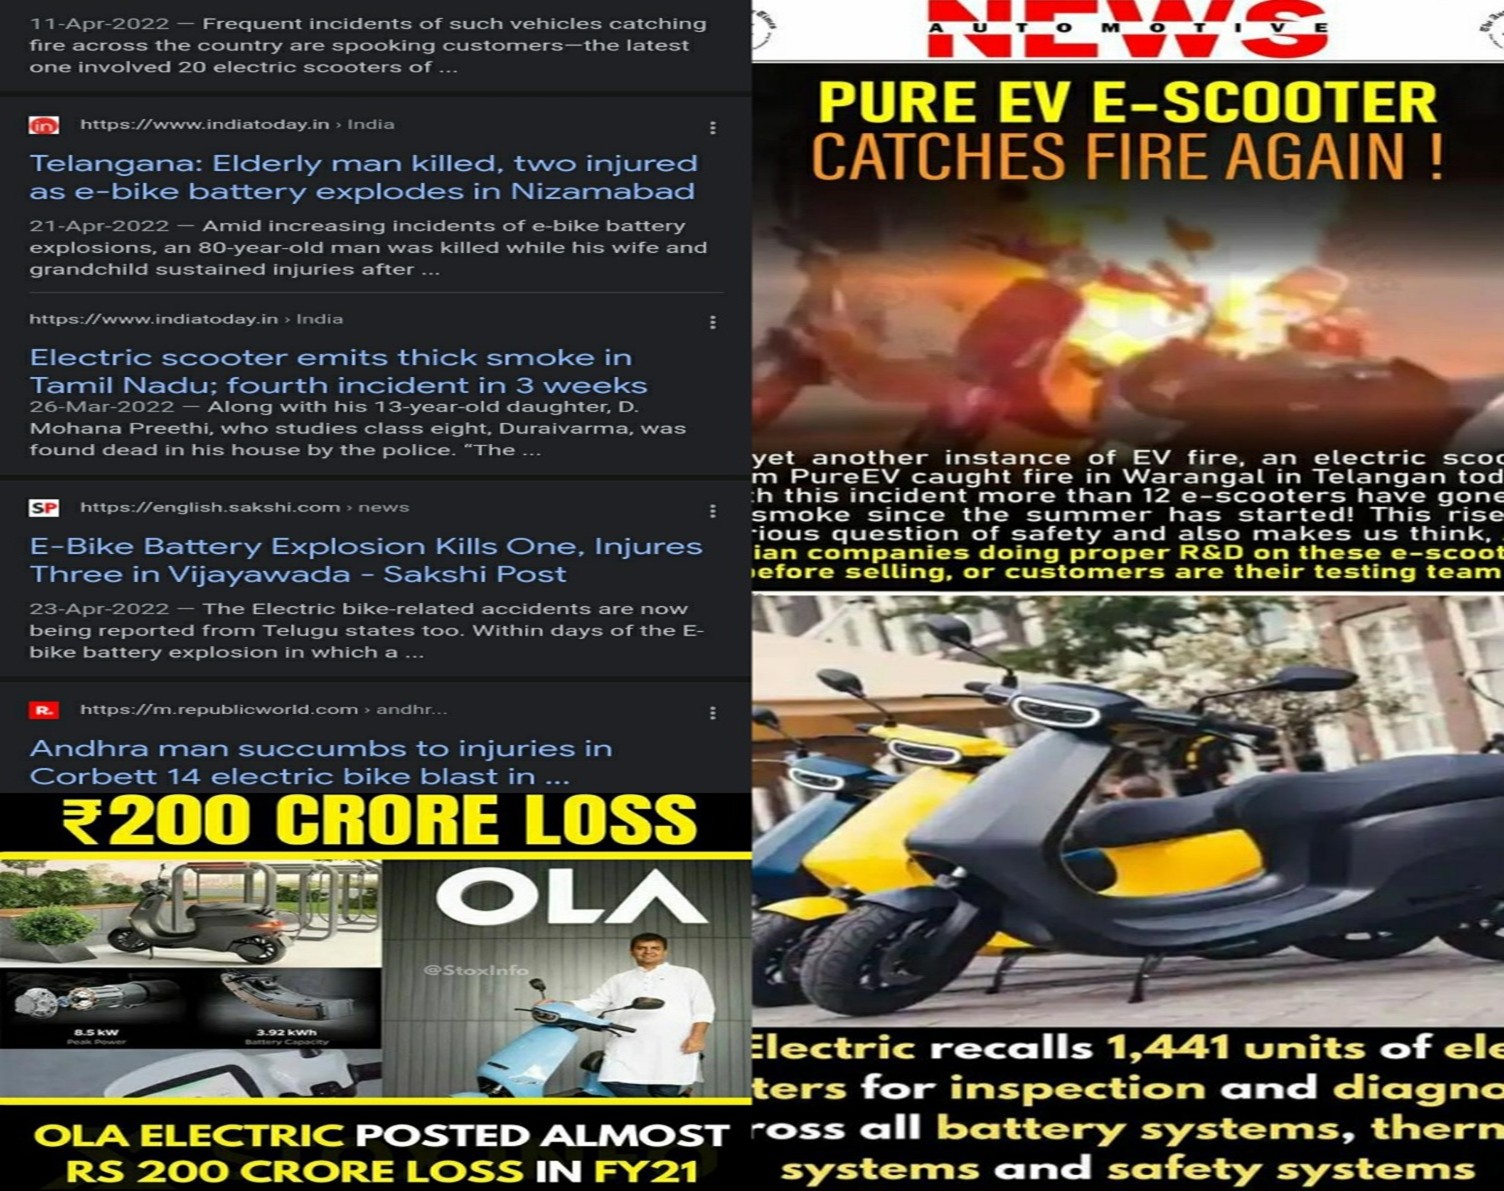 11-Apr-2022 — Frequent incidents of such vehicles catching
fire across the country are spooking customers—the latest
one involved 20 electric scooters of ...
https://www.indiatoday.in › India
Telangana: Elderly man killed, two injured
as e-bike battery explodes in Nizamabad
21-Apr-2022 — Amid increasing incidents of e-bike battery
explosions, an 80-year-old man was killed while his wife and
grandchild sustained injuries after ...
https://www.indiatoday.in › India
Electric scooter emits thick smoke in
Tamil Nadu; fourth incident in 3 weeks
26-Mar-2022 — Along with his 13-year-old daughter, D.
Mohana Preethi, who studies class eight, Duraivarma, was
found dead in his house by the police. “The ...
SP https://english.sakshi.com › news
E-Bike Battery Explosion Kills One, Injures
Three in Vijayawada - Sakshi Post
23-Apr-2022 — The Electric bike-related accidents are now
being reported from Telugu states too. Within days of the E-
bike battery explosion in which a ...
R. https://m.republicworld.com › andhr...
Andhra man succumbs to injuries in
Corbett 14 electric bike blast in ...
₹200 CRORE LOSS
OLA
@StoxInfo
8.5 kW
Peak Power
3.92 kWh
Battery Capacity
OLA ELECTRIC POSTED ALMOST
RS 200 CRORE LOSS IN FY21
NEWS
AUTOMOTIVE
PURE EV E-SCOOTER
CATCHES FIRE AGAIN !
yet another instance of EV fire, an electric scoo
m PureEV caught fire in Warangal in Telangan tod
h this incident more than 12 e-scooters have gone
smoke since the summer has started! This rise
ious question of safety and also makes us think,
ian companies doing proper R&D on these e-scoot
efore selling, or customers are their testing team
Electric recalls 1,441 units of ele
ters for inspection and diagno
ross all battery systems, therm
systems and safety systems